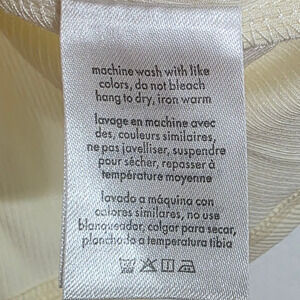 machine wash with like
colors, do not bleach
hang to dry, iron warm
lavage en machine avec
des, couleurs similaires,
ne pas javelliser, suspendre
pour sécher, repasser à
température moyenne
lavado a máquina con
colores similares, no use
blanqueador, colgar para secar,
planchado a temperatura tibia